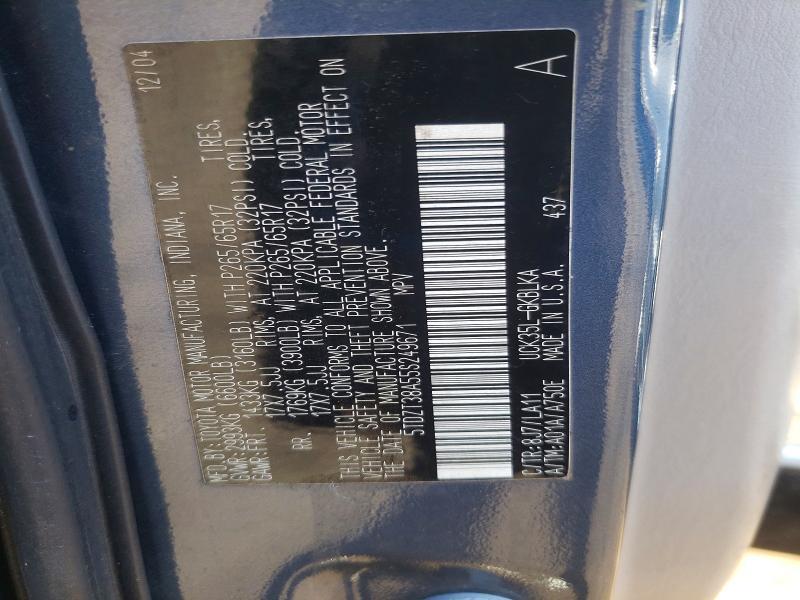 MFD. BY: TOYOTA MOTOR MANUFACTURING, INDIANA, INC. 12/04
GVWR: 2993KG (6600LB)
GAWR: FR. 1433KG (3160LB) WITH P265/65R17 TIRES,
17X7.5JJ RIMS, AT 220KPA (32PSI) COLD.
RR. 1769KG (3900LB) WITH P265/65R17 TIRES,
17X7.5JJ RIMS, AT 220KPA (32PSI) COLD.
THIS VEHICLE CONFORMS TO ALL APPLICABLE FEDERAL MOTOR
VEHICLE SAFETY AND THEFT PREVENTION STANDARDS IN EFFECT ON
THE DATE OF MANUFACTURE SHOWN ABOVE.
5TDZT38A55S249671 MPV
C/TR:8J7/LA11 UCK35L-GKBLKA
A/TM:A01A/A750E MADE IN U.S.A. 437 A